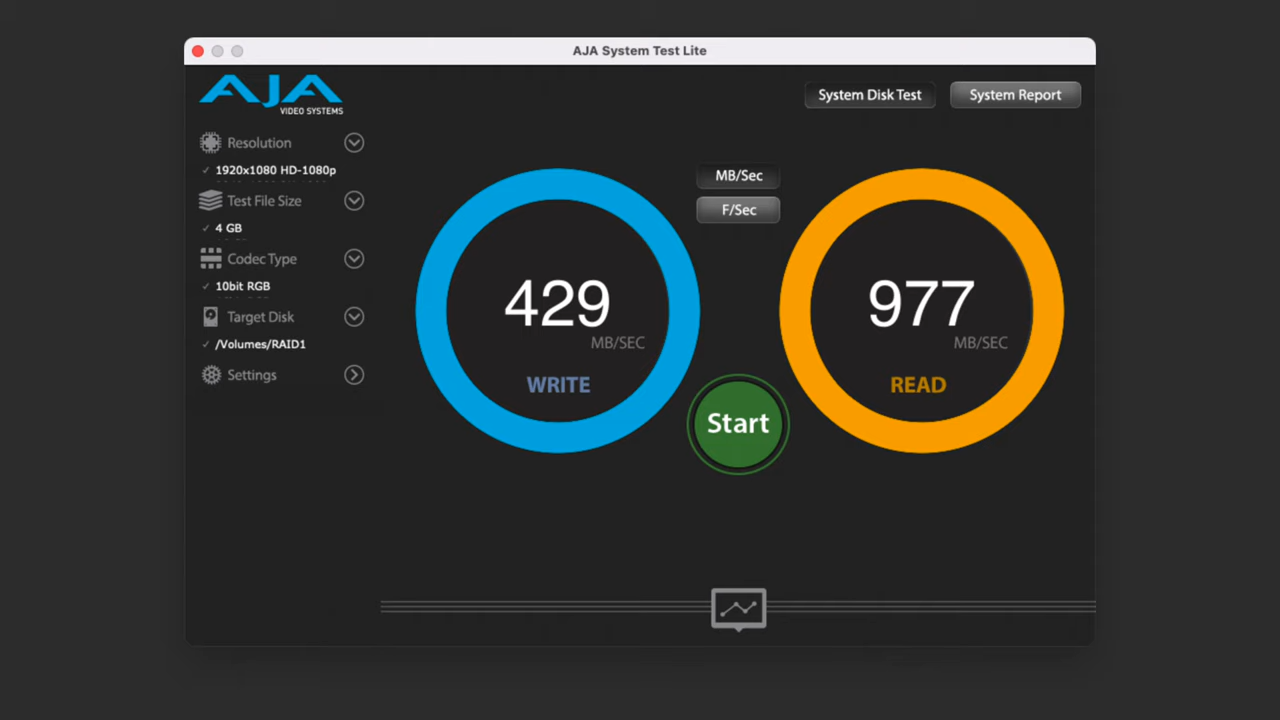 AJA System Test Lite
AJA
VIDEO SYSTEMS
System Disk Test
System Report
Resolution
✓ 1920x1080 HD-1080p
Test File Size
✓ 4 GB
Codec Type
✓ 10bit RGB
Target Disk
✓ /Volumes/RAID1
Settings
MB/Sec
F/Sec
429
MB/SEC
WRITE
977
MB/SEC
READ
Start